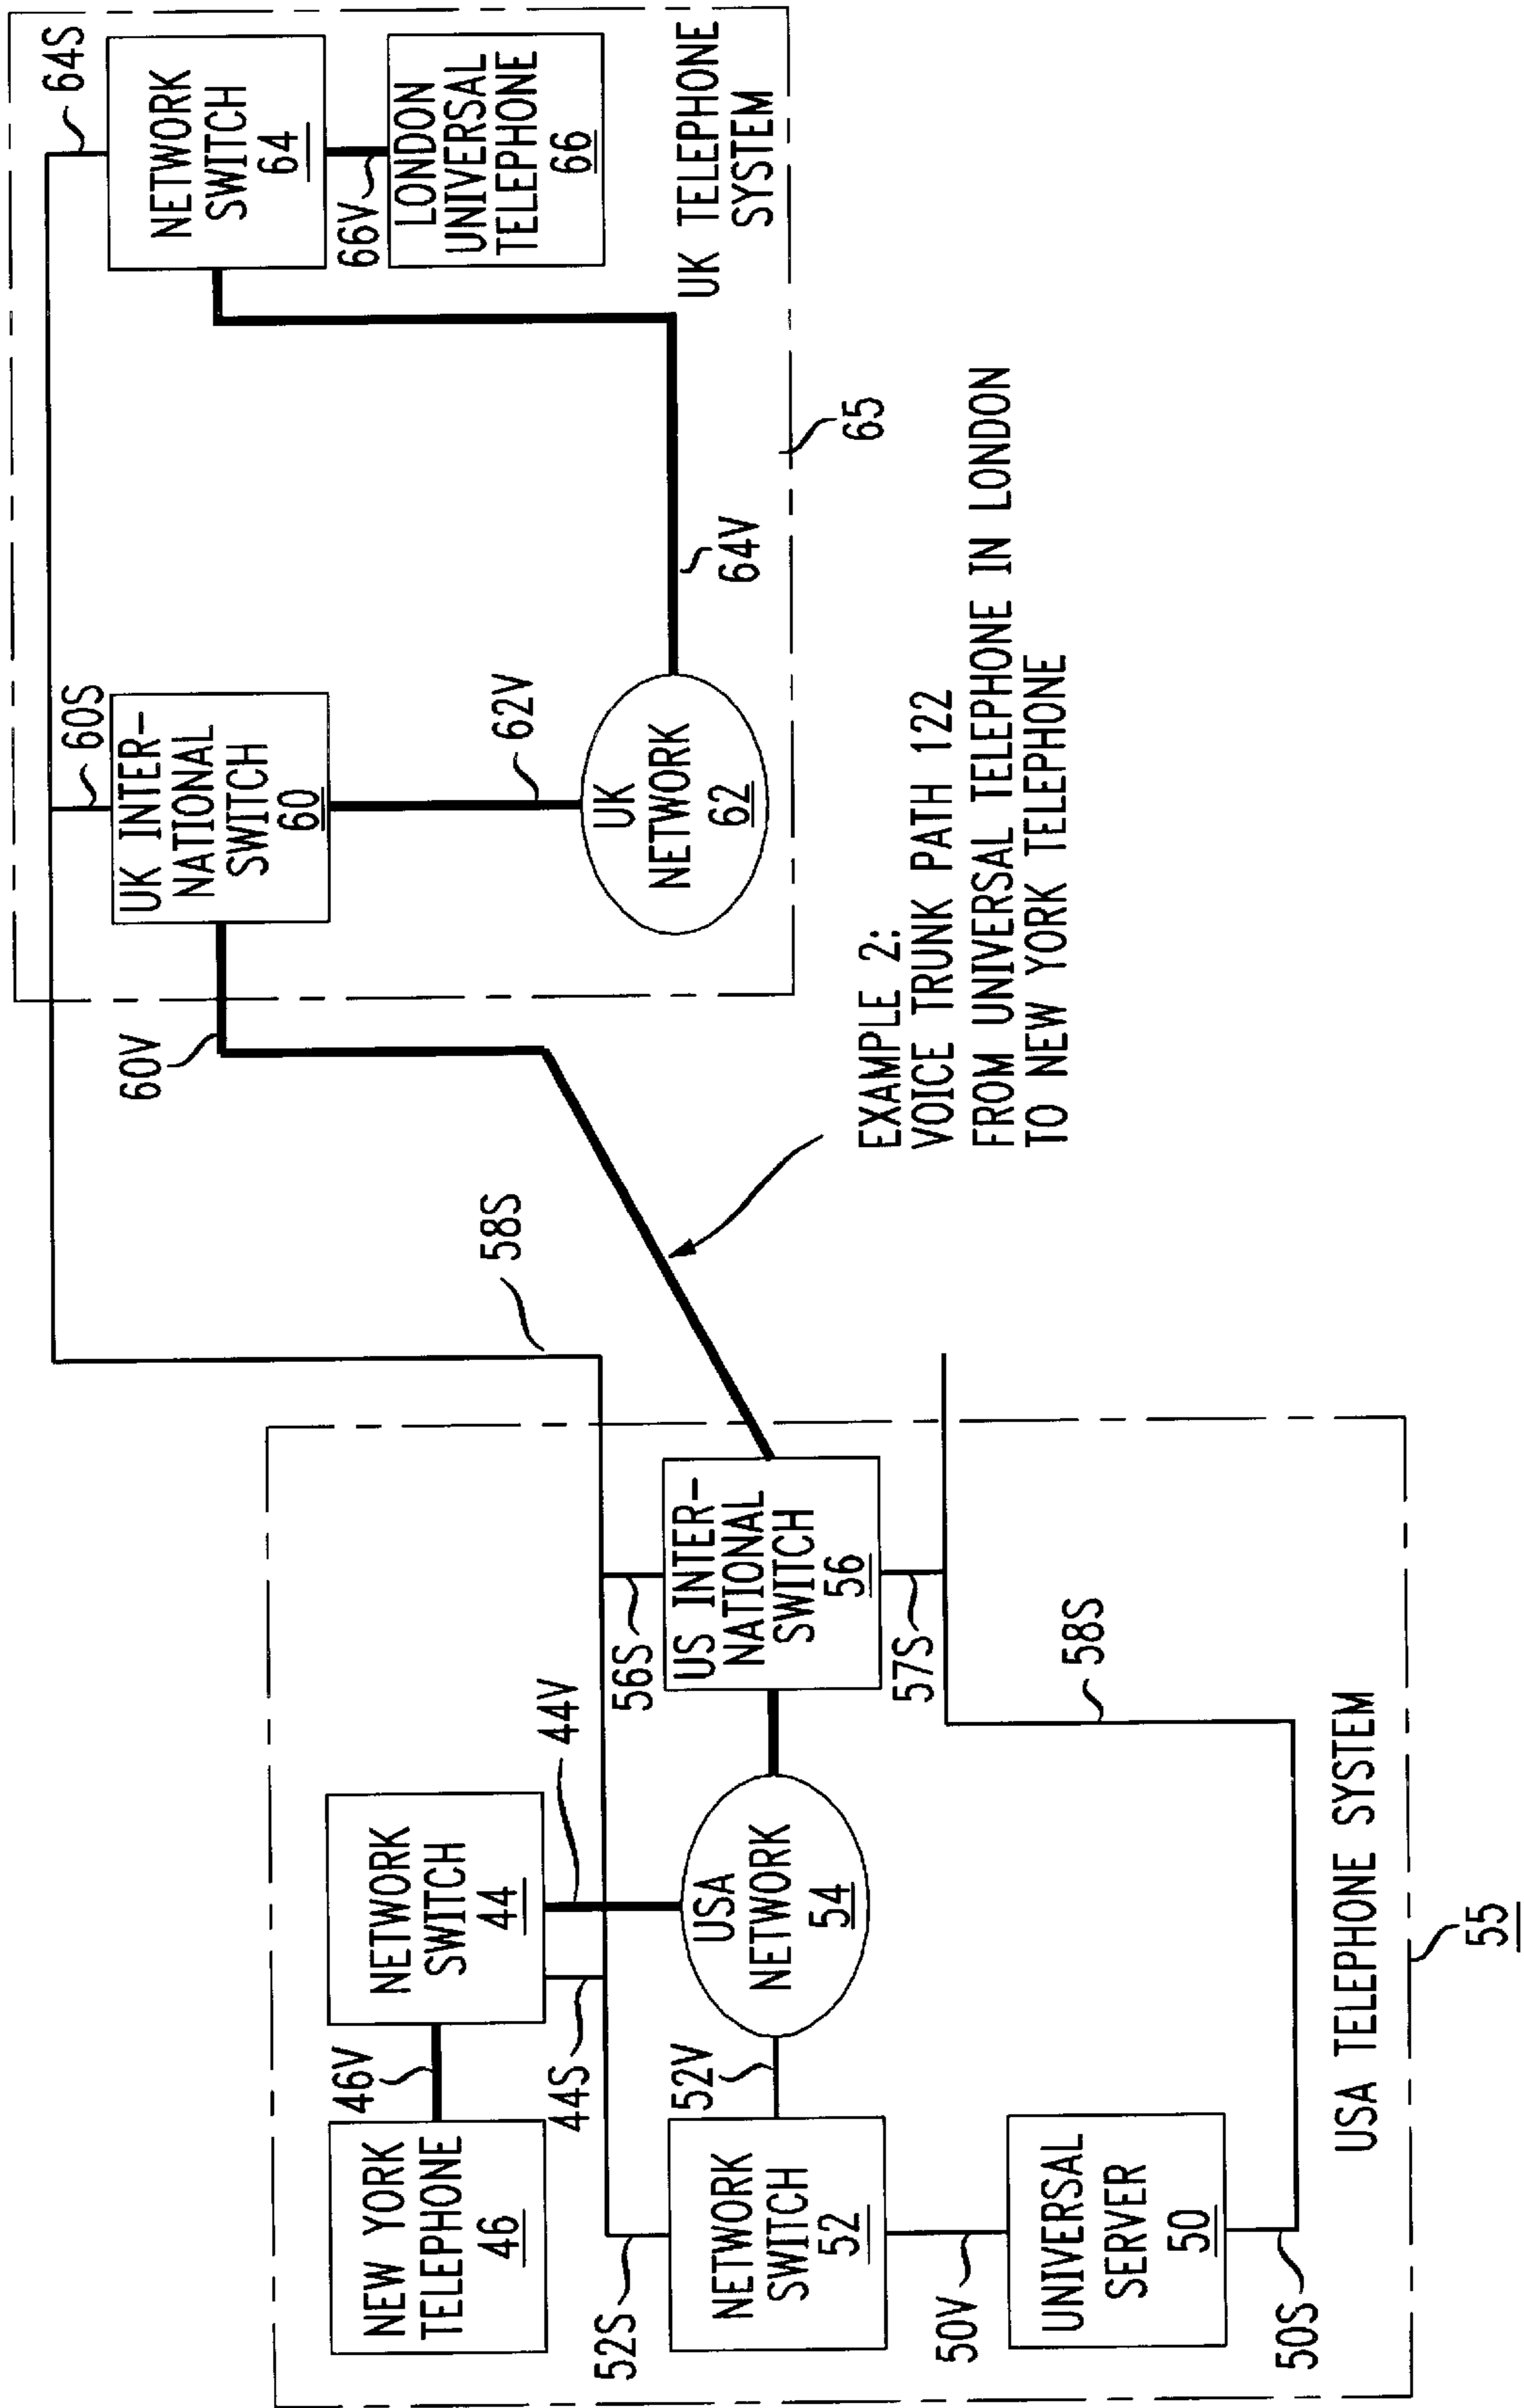 64S
NETWORK
SWITCH
64
66V
LONDON
UNIVERSAL
TELEPHONE
66
UK TELEPHONE
SYSTEM
60S
UK INTER-
NATIONAL
SWITCH
60
62V
UK
NETWORK
62
64V
65
60V
EXAMPLE 2:
VOICE TRUNK PATH 122
FROM UNIVERSAL TELEPHONE IN LONDON
TO NEW YORK TELEPHONE
58S
NEW YORK
TELEPHONE
46
46V
NETWORK
SWITCH
44
44V
44S
56S
US INTER-
NATIONAL
SWITCH
56
57S
USA
NETWORK
54
52V
52S
NETWORK
SWITCH
52
50V
UNIVERSAL
SERVER
50
50S
58S
USA TELEPHONE SYSTEM
55